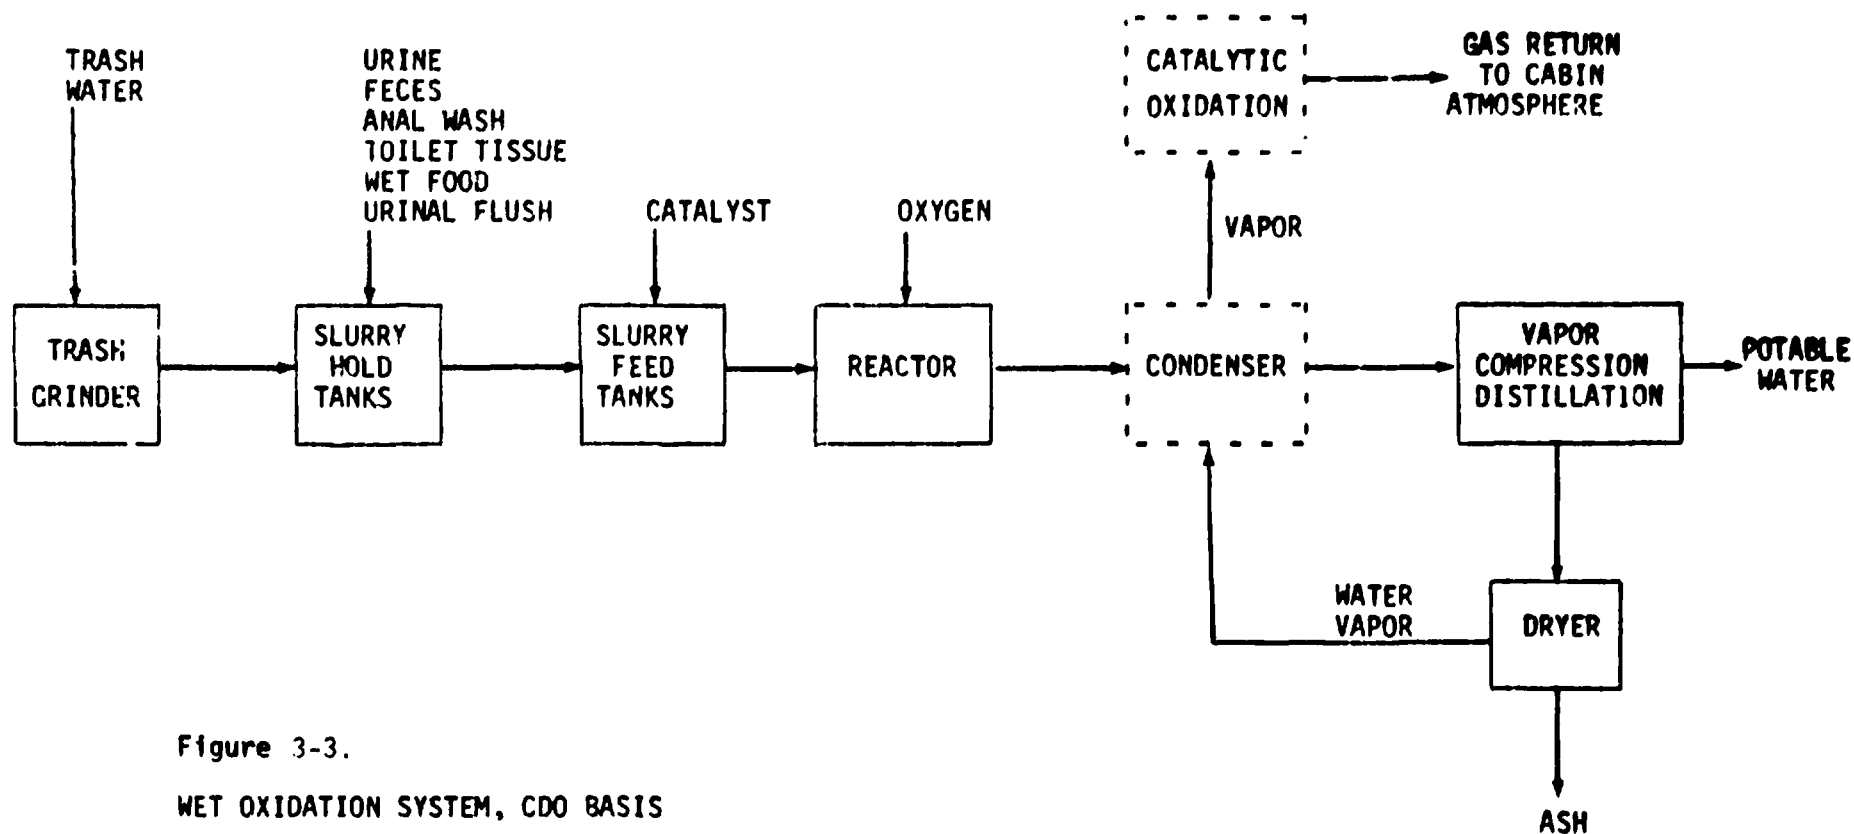 TRASH
WATER
URINE
FECES
ANAL WASH
TOILET TISSUE
WET FOOD
URINAL FLUSH
CATALYST
OXYGEN
CATALYTIC
OXIDATION
GAS RETURN
TO CABIN
ATMOSPHERE
VAPOR
TRASH
GRINDER
SLURRY
HOLD
TANKS
SLURRY
FEED
TANKS
REACTOR
CONDENSER
VAPOR
COMPRESSION
DISTILLATION
POTABLE
WATER
WATER
VAPOR
DRYER
ASH
Figure 3-3.
WET OXIDATION SYSTEM, CDO BASIS